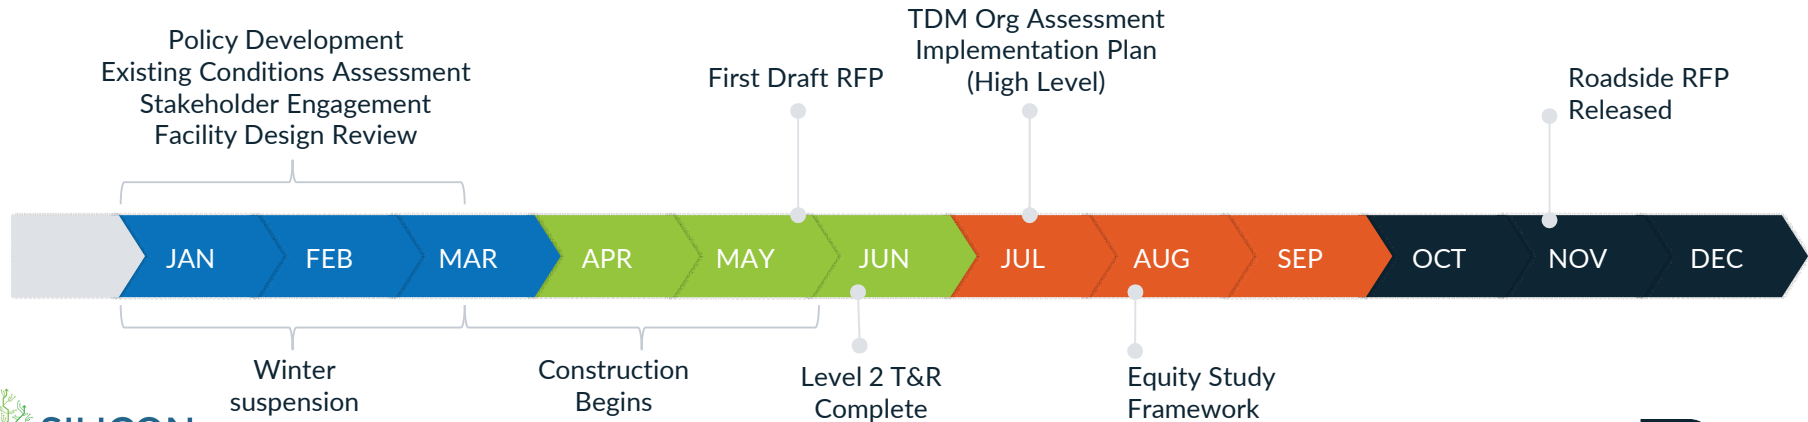 Policy Development
Existing Conditions Assessment
Stakeholder Engagement
Facility Design Review
First Draft RFP
TDM Org Assessment
Implementation Plan
(High Level)
Roadside RFP
Released
JAN
FEB
MAR
APR
MAY
JUN
JUL
AUG
SEP
OCT
NOV
DEC
Winter
suspension
Construction
Begins
Level 2 T&R
Complete
Equity Study
Framework
SILICON